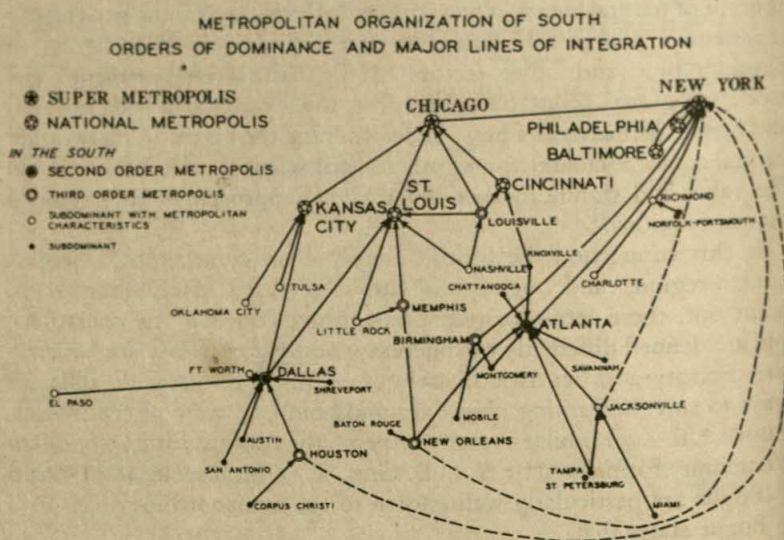 METROPOLITAN ORGANIZATION OF SOUTH
ORDERS OF DOMINANCE AND MAJOR LINES OF INTEGRATION
SUPER METROPOLIS
NATIONAL METROPOLIS
IN THE SOUTH
SECOND ORDER METROPOLIS
THIRD ORDER METROPOLIS
SUBDOMINANT WITH METROPOLITAN
CHARACTERISTICS
SUBDOMINANT
NEW YORK
CHICAGO
PHILADELPHIA
BALTIMORE
CINCINNATI
ST.
LOUIS
KANSAS
CITY
LOUISVILLE
RICHMOND
NORFOLK-PORTSMOUTH
KNOXVILLE
NASHVILLE
CHATTANOOGA
CHARLOTTE
TULSA
OKLAHOMA CITY
MEMPHIS
LITTLE ROCK
ATLANTA
BIRMINGHAM
MONTGOMERY
SAVANNAH
FT. WORTH
DALLAS
SHREVEPORT
EL PASO
MOBILE
JACKSONVILLE
BATON ROUGE
NEW ORLEANS
AUSTIN
HOUSTON
SAN ANTONIO
TAMPA
ST. PETERSBURG
CORPUS CHRISTI
MIAMI